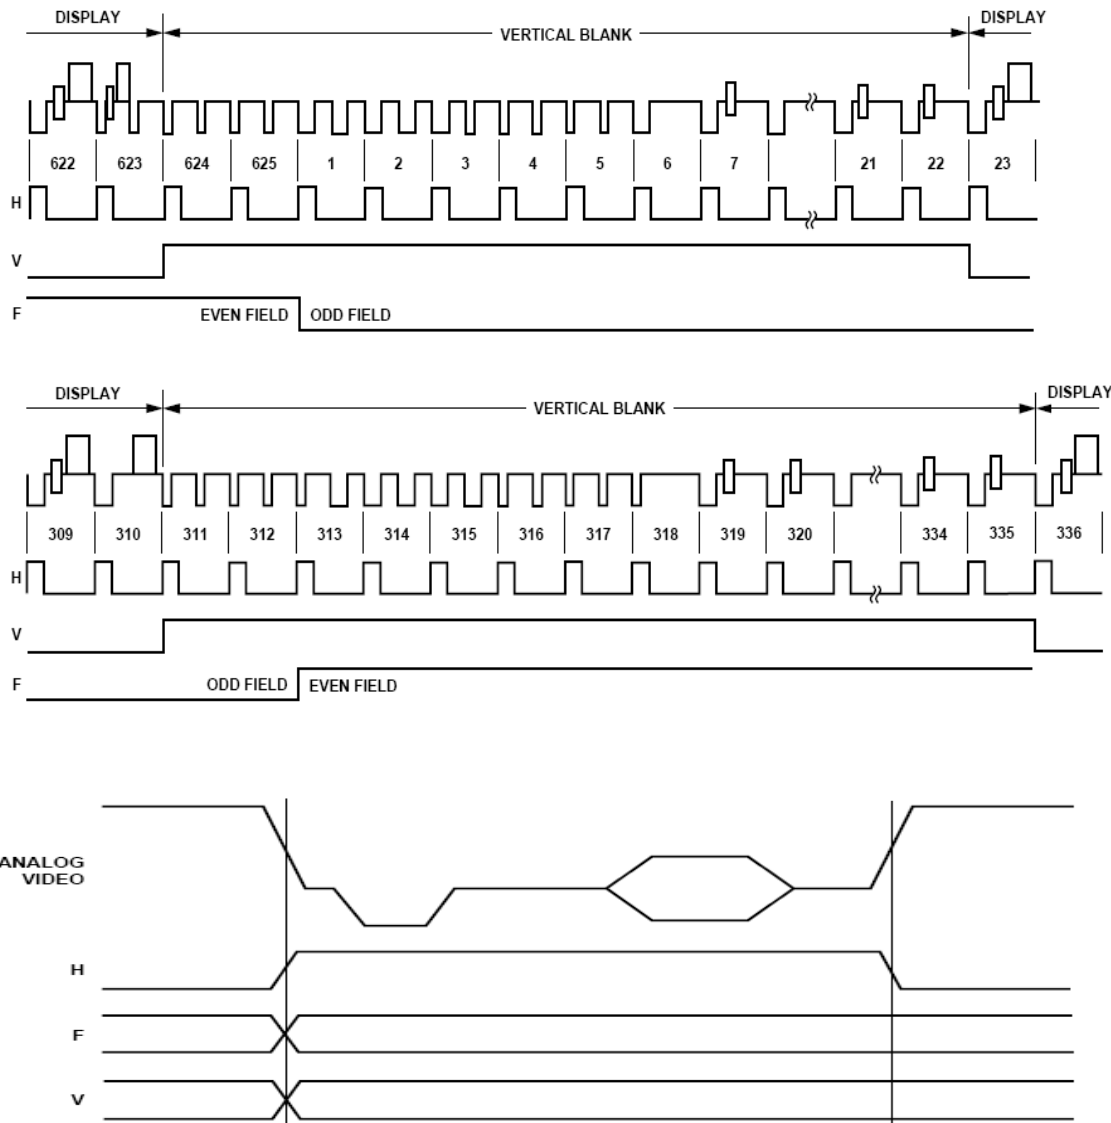 DISPLAY VERTICAL BLANK DISPLAY
622 623 624 625 1 2 3 4 5 6 7 21 22 23
H
V
F EVEN FIELD ODD FIELD
DISPLAY VERTICAL BLANK DISPLAY
309 310 311 312 313 314 315 316 317 318 319 320 334 335 336
H
V
F ODD FIELD EVEN FIELD
ANALOG
VIDEO
H
F
V